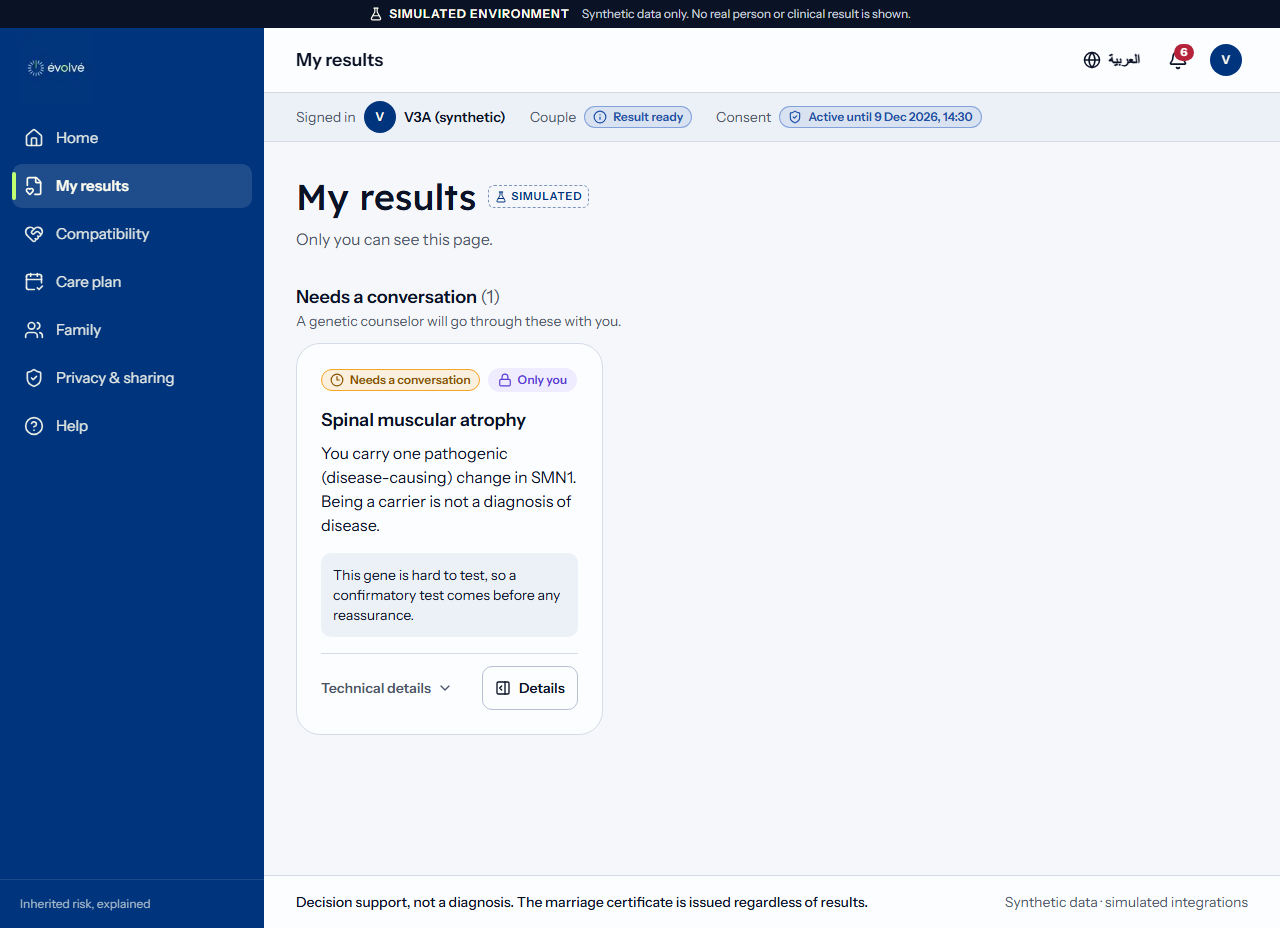 SIMULATED ENVIRONMENT Synthetic data only. No real person or clinical result is shown.
évolvé
My results
العربية
6
V
Signed in V V3A (synthetic) Couple Result ready Consent Active until 9 Dec 2026, 14:30
Home
My results
Compatibility
Care plan
Family
Privacy & sharing
Help
My results SIMULATED
Only you can see this page.
Needs a conversation (1)
A genetic counselor will go through these with you.
Needs a conversation Only you
Spinal muscular atrophy
You carry one pathogenic
(disease-causing) change in SMN1.
Being a carrier is not a diagnosis of
disease.
This gene is hard to test, so a
confirmatory test comes before any
reassurance.
Technical details Details
Inherited risk, explained
Decision support, not a diagnosis. The marriage certificate is issued regardless of results.
Synthetic data · simulated integrations